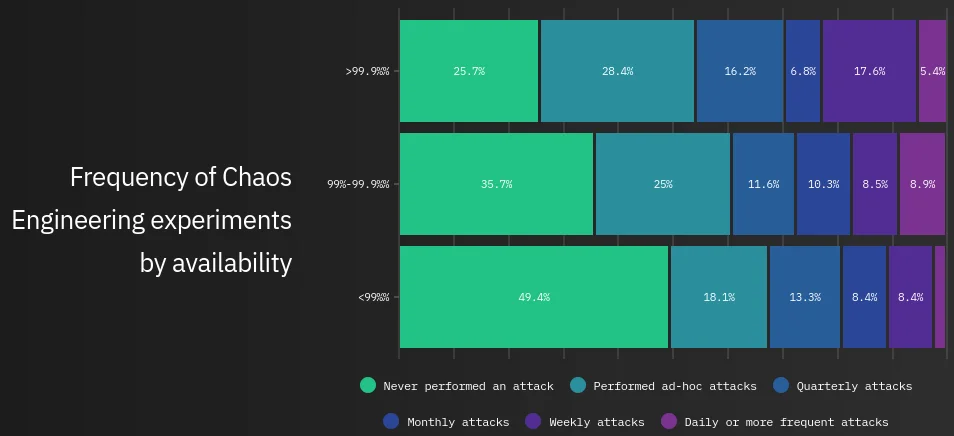 Frequency of Chaos
Engineering experiments
by availability
>99.9%% 25.7% 28.4% 16.2% 6.8% 17.6% 5.4%
99%-99.9%% 35.7% 25% 11.6% 10.3% 8.5% 8.9%
<99%% 49.4% 18.1% 13.3% 8.4% 8.4%
Never performed an attack Performed ad-hoc attacks Quarterly attacks
Monthly attacks Weekly attacks Daily or more frequent attacks